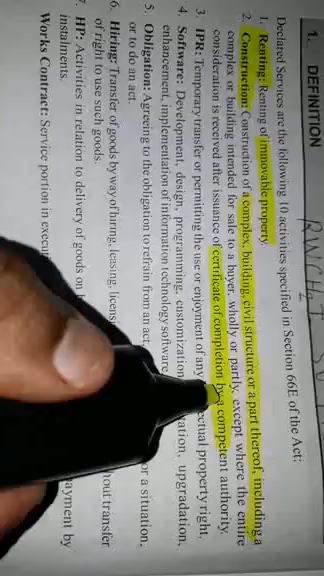 1. DEFINITION
RWCH2I
Declared Services are the following 10 activities specified in Section 66E of the Act:
1. Renting: Renting of immovable property.
2. Construction: Construction of a complex, building, civil structure or a part thereof, including a
complex or building intended for sale to a buyer, wholly or partly, except where the entire
consideration is received after issuance of certificate of completion by a competent authority.
3. IPR: Temporary transfer or permitting the use or enjoyment of any ectual property right,
4. Software: Development, design, programming, customization vation, upgradation,
enhancement, implementation of information technology software.
5. Obligation: Agreeing to the obligation to refrain from an act, or a situation,
or to do an act.
6. Hiring: Transfer of goods by way of hiring, leasing, licensi hout transfer
of right to use such goods.
7. HP: Activities in relation to delivery of goods on ayment by
instalments.
Works Contract: Service portion in execu